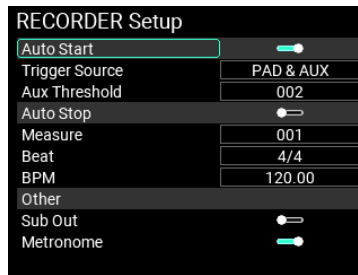 RECORDER Setup
Auto Start
Trigger Source PAD & AUX
Aux Threshold 002
Auto Stop
Measure 001
Beat 4/4
BPM 120.00
Other
Sub Out
Metronome